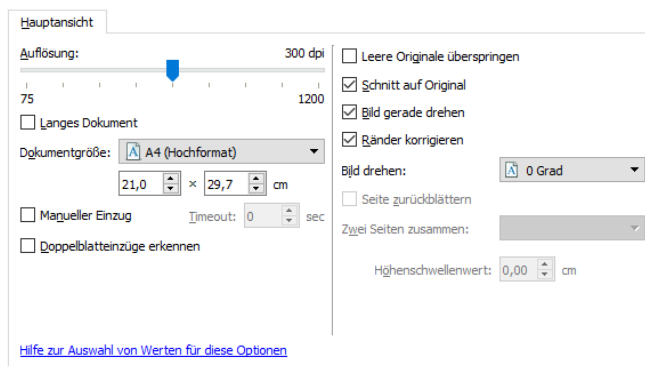 Hauptansicht
Auflösung: 300 dpi
75 1200
Langes Dokument
Dokumentgröße: A4 (Hochformat)
21,0 × 29,7 cm
Manueller Einzug Timeout: 0 sec
Doppelblatteinzüge erkennen
Hilfe zur Auswahl von Werten für diese Optionen
Leere Originale überspringen
Schnitt auf Original
Bild gerade drehen
Ränder korrigieren
Bild drehen: 0 Grad
Seite zurückblättern
Zwei Seiten zusammen:
Höhenschwellenwert: 0,00 cm